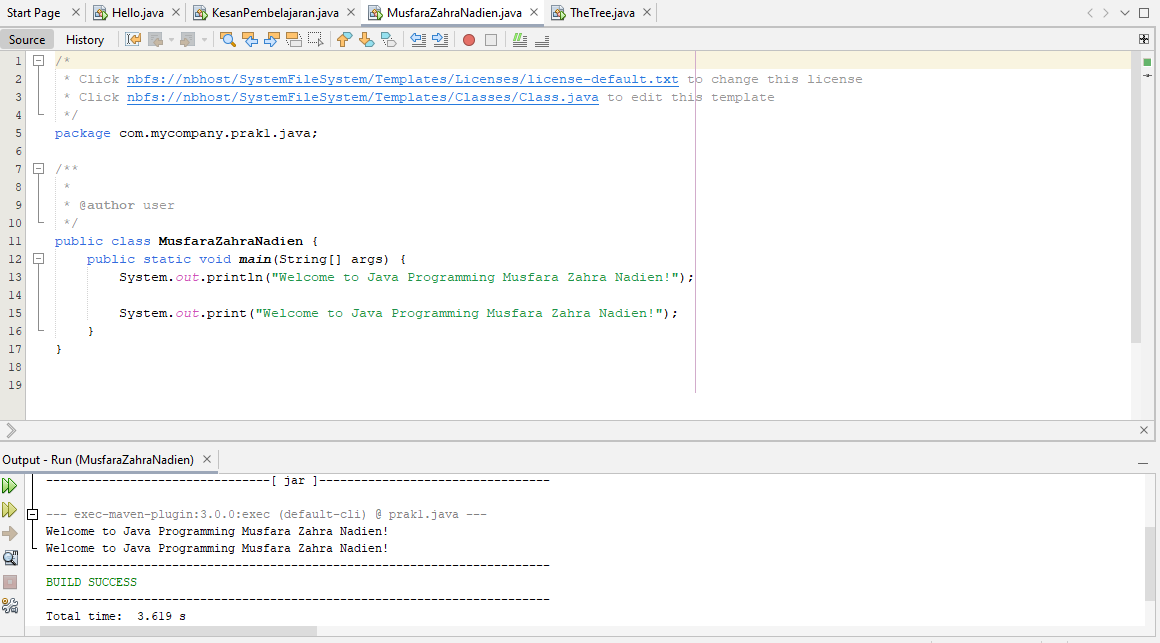 Start Page Hello.java KesanPembelajaran.java MusfaraZahraNadien.java TheTree.java
Source History
1 /*
2 * Click nbfs://nbhost/SystemFileSystem/Templates/Licenses/license-default.txt to change this license
3 * Click nbfs://nbhost/SystemFileSystem/Templates/Classes/Class.java to edit this template
4 */
5 package com.mycompany.prak1.java;
6
7 /**
8 *
9 * @author user
10 */
11 public class MusfaraZahraNadien {
12 public static void main(String[] args) {
13 System.out.println("Welcome to Java Programming Musfara Zahra Nadien!");
14
15 System.out.print("Welcome to Java Programming Musfara Zahra Nadien!");
16 }
17 }
18
19
Output - Run (MusfaraZahraNadien)
--------------------------------[ jar ]---------------------------------
--- exec-maven-plugin:3.0.0:exec (default-cli) @ prak1.java ---
Welcome to Java Programming Musfara Zahra Nadien!
Welcome to Java Programming Musfara Zahra Nadien!
------------------------------------------------------------------------
BUILD SUCCESS
------------------------------------------------------------------------
Total time: 3.619 s